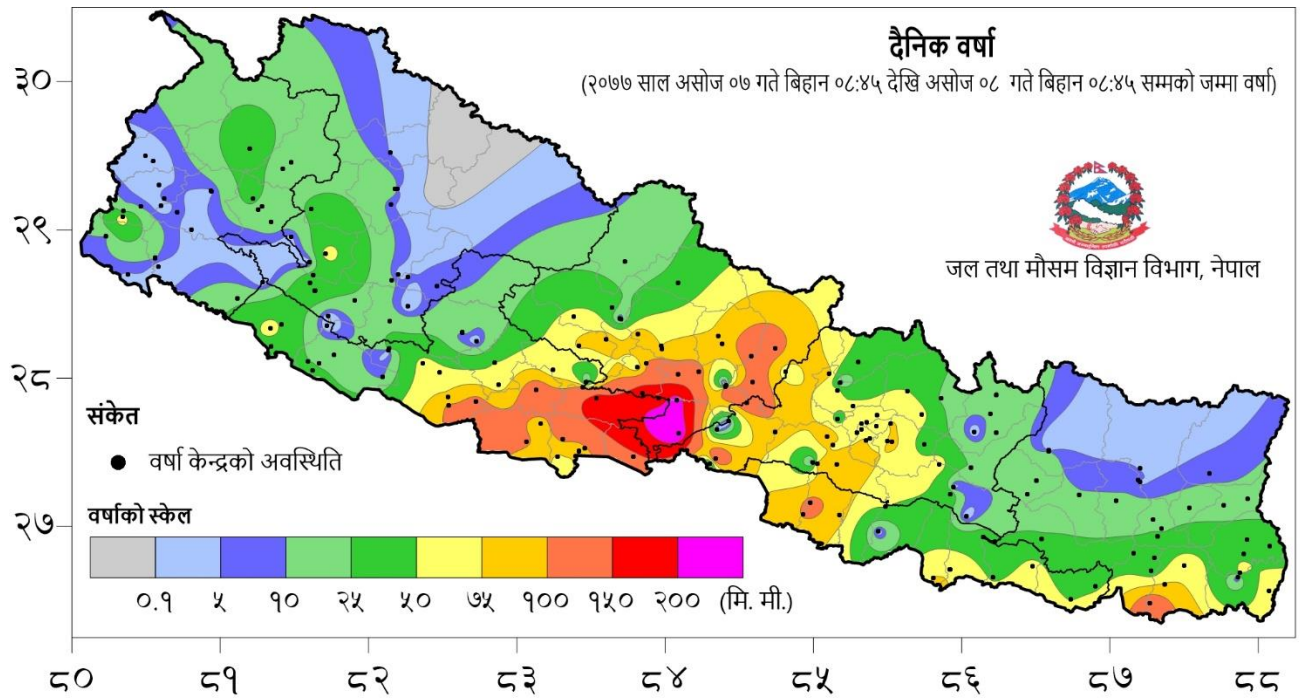 दैनिक वर्षा
(२०७७ साल असोज ०७ गते बिहान ०८:४५ देखि असोज ०८ गते बिहान ०८:४५ सम्मको जम्मा वर्षा)
३०
२९
२८
२७
जल तथा मौसम विज्ञान विभाग, नेपाल
संकेत
वर्षा केन्द्रको अवस्थिति
वर्षाको स्केल
०.१ ५ १० २५ ५० ७५ १०० १५० २०० (मि. मी.)
८० ८१ ८२ ८३ ८४ ८५ ८६ ८७ ८८